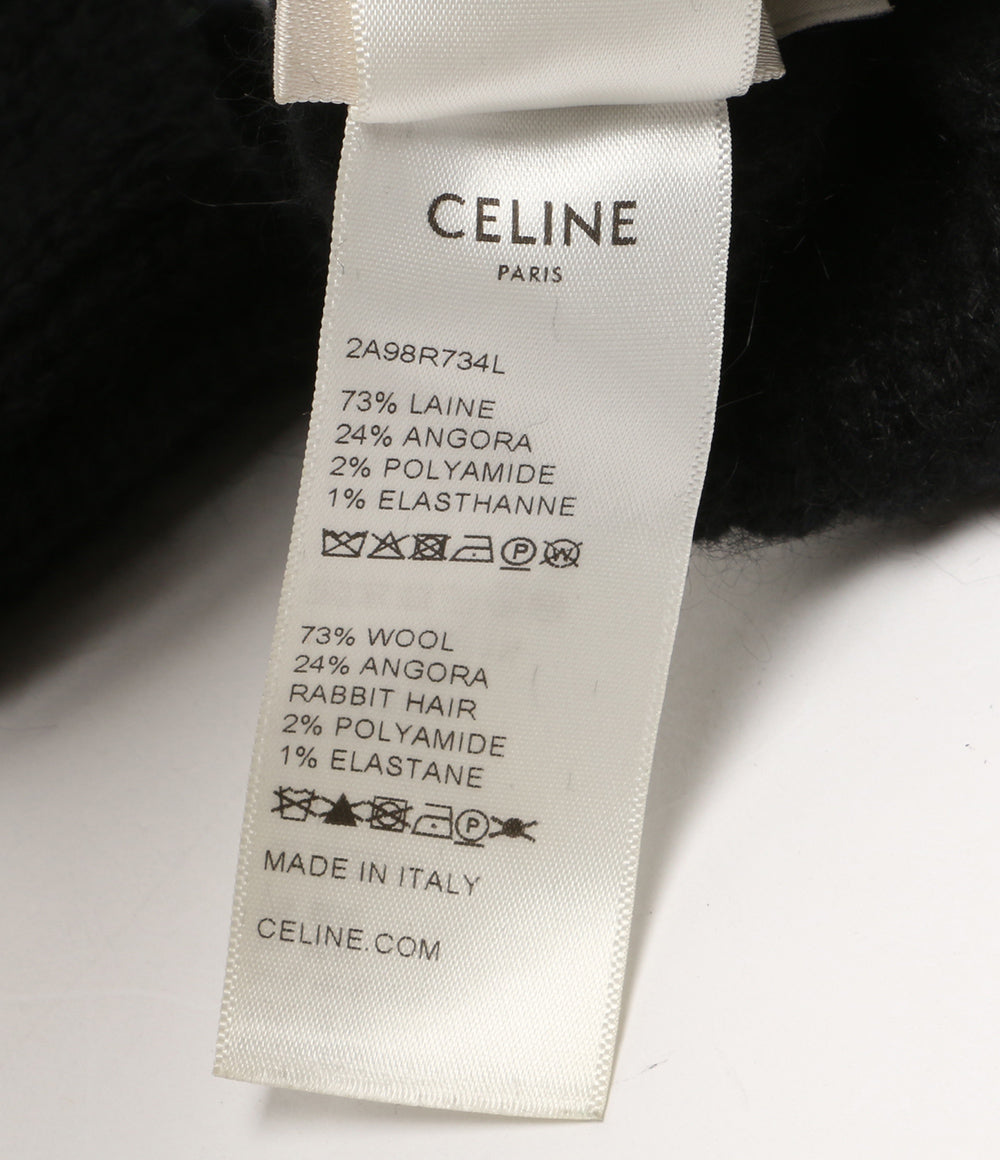 CELINE
PARIS
2A98R734L
73% LAINE
24% ANGORA
2% POLYAMIDE
1% ELASTHANNE
P W
73% WOOL
24% ANGORA
RABBIT HAIR
2% POLYAMIDE
1% ELASTANE
P
MADE IN ITALY
CELINE.COM